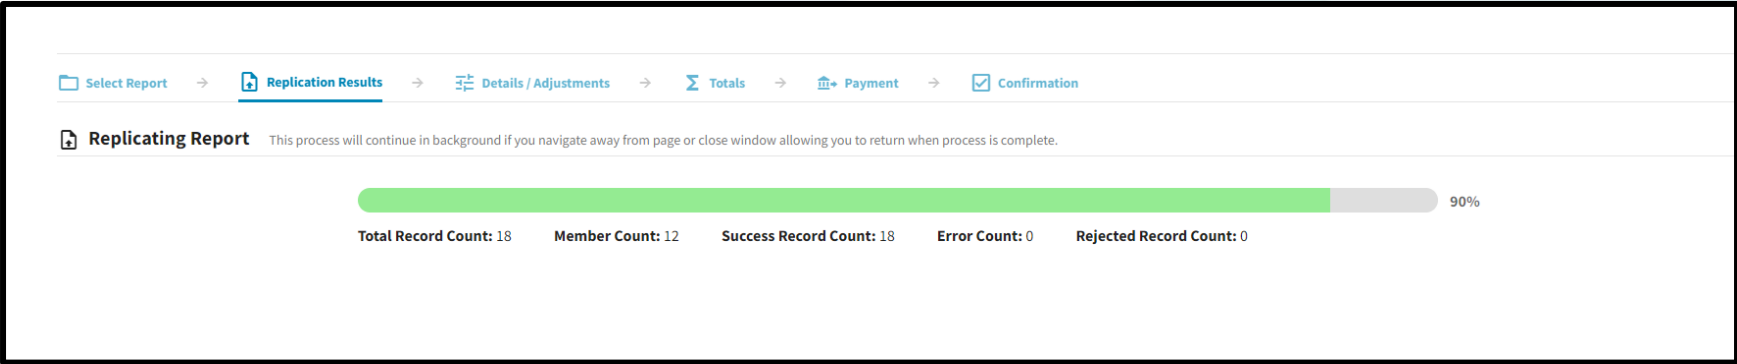 Select Report → Replication Results → Details / Adjustments → Totals → Payment → Confirmation
Replicating Report This process will continue in background if you navigate away from page or close window allowing you to return when process is complete.
90%
Total Record Count: 18 Member Count: 12 Success Record Count: 18 Error Count: 0 Rejected Record Count: 0